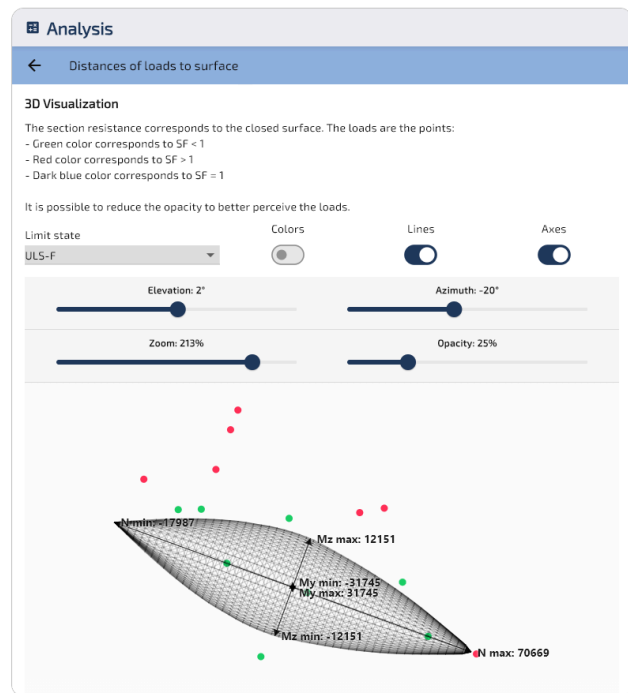 Analysis
Distances of loads to surface
3D Visualization
The section resistance corresponds to the closed surface. The loads are the points:
- Green color corresponds to SF < 1
- Red color corresponds to SF > 1
- Dark blue color corresponds to SF = 1
It is possible to reduce the opacity to better perceive the loads.
Limit state
Colors
Lines
Axes
ULS-F
Elevation: 2°
Azimuth: -20°
Zoom: 213%
Opacity: 25%
N min: -17987
Mz max: 12151
My min: -31745
My max: 31745
Mz min: -12151
N max: 70669